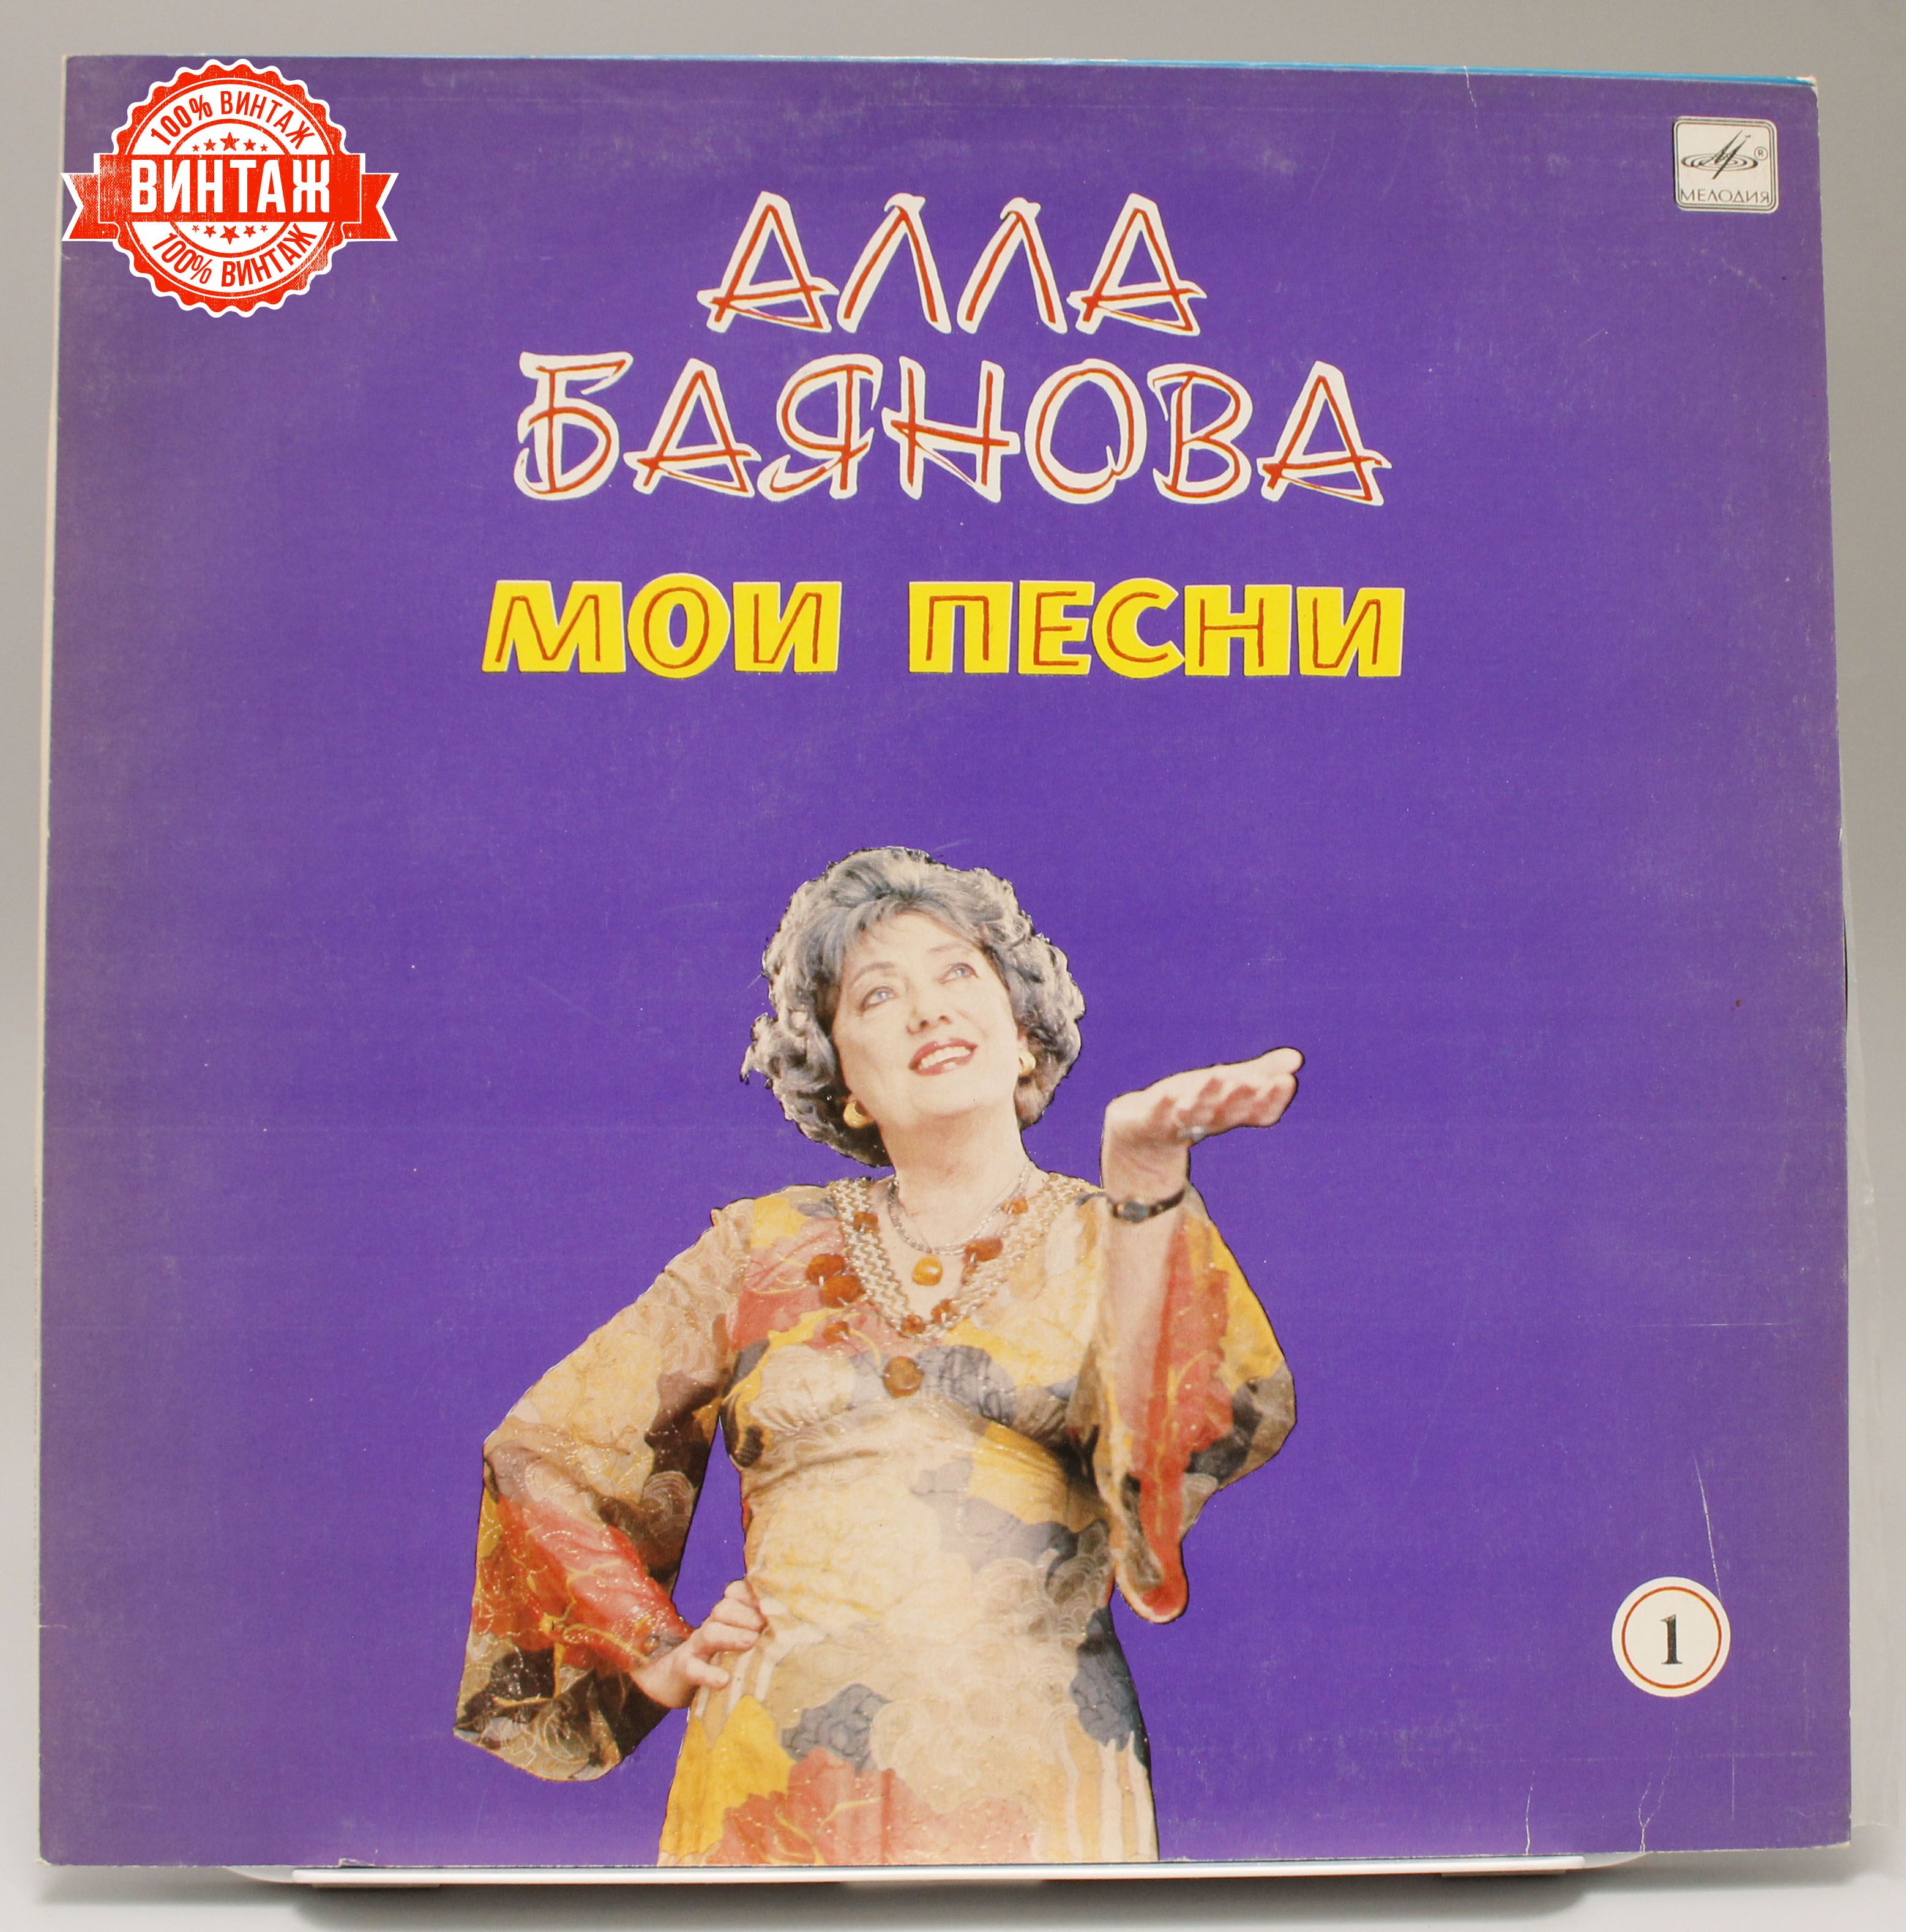 100% ВИНТАЖ
ВИНТАЖ
100% ВИНТАЖ
МЕЛОДИЯ
®
АЛЛА
БАЯНОВА
МОИ ПЕСНИ
1